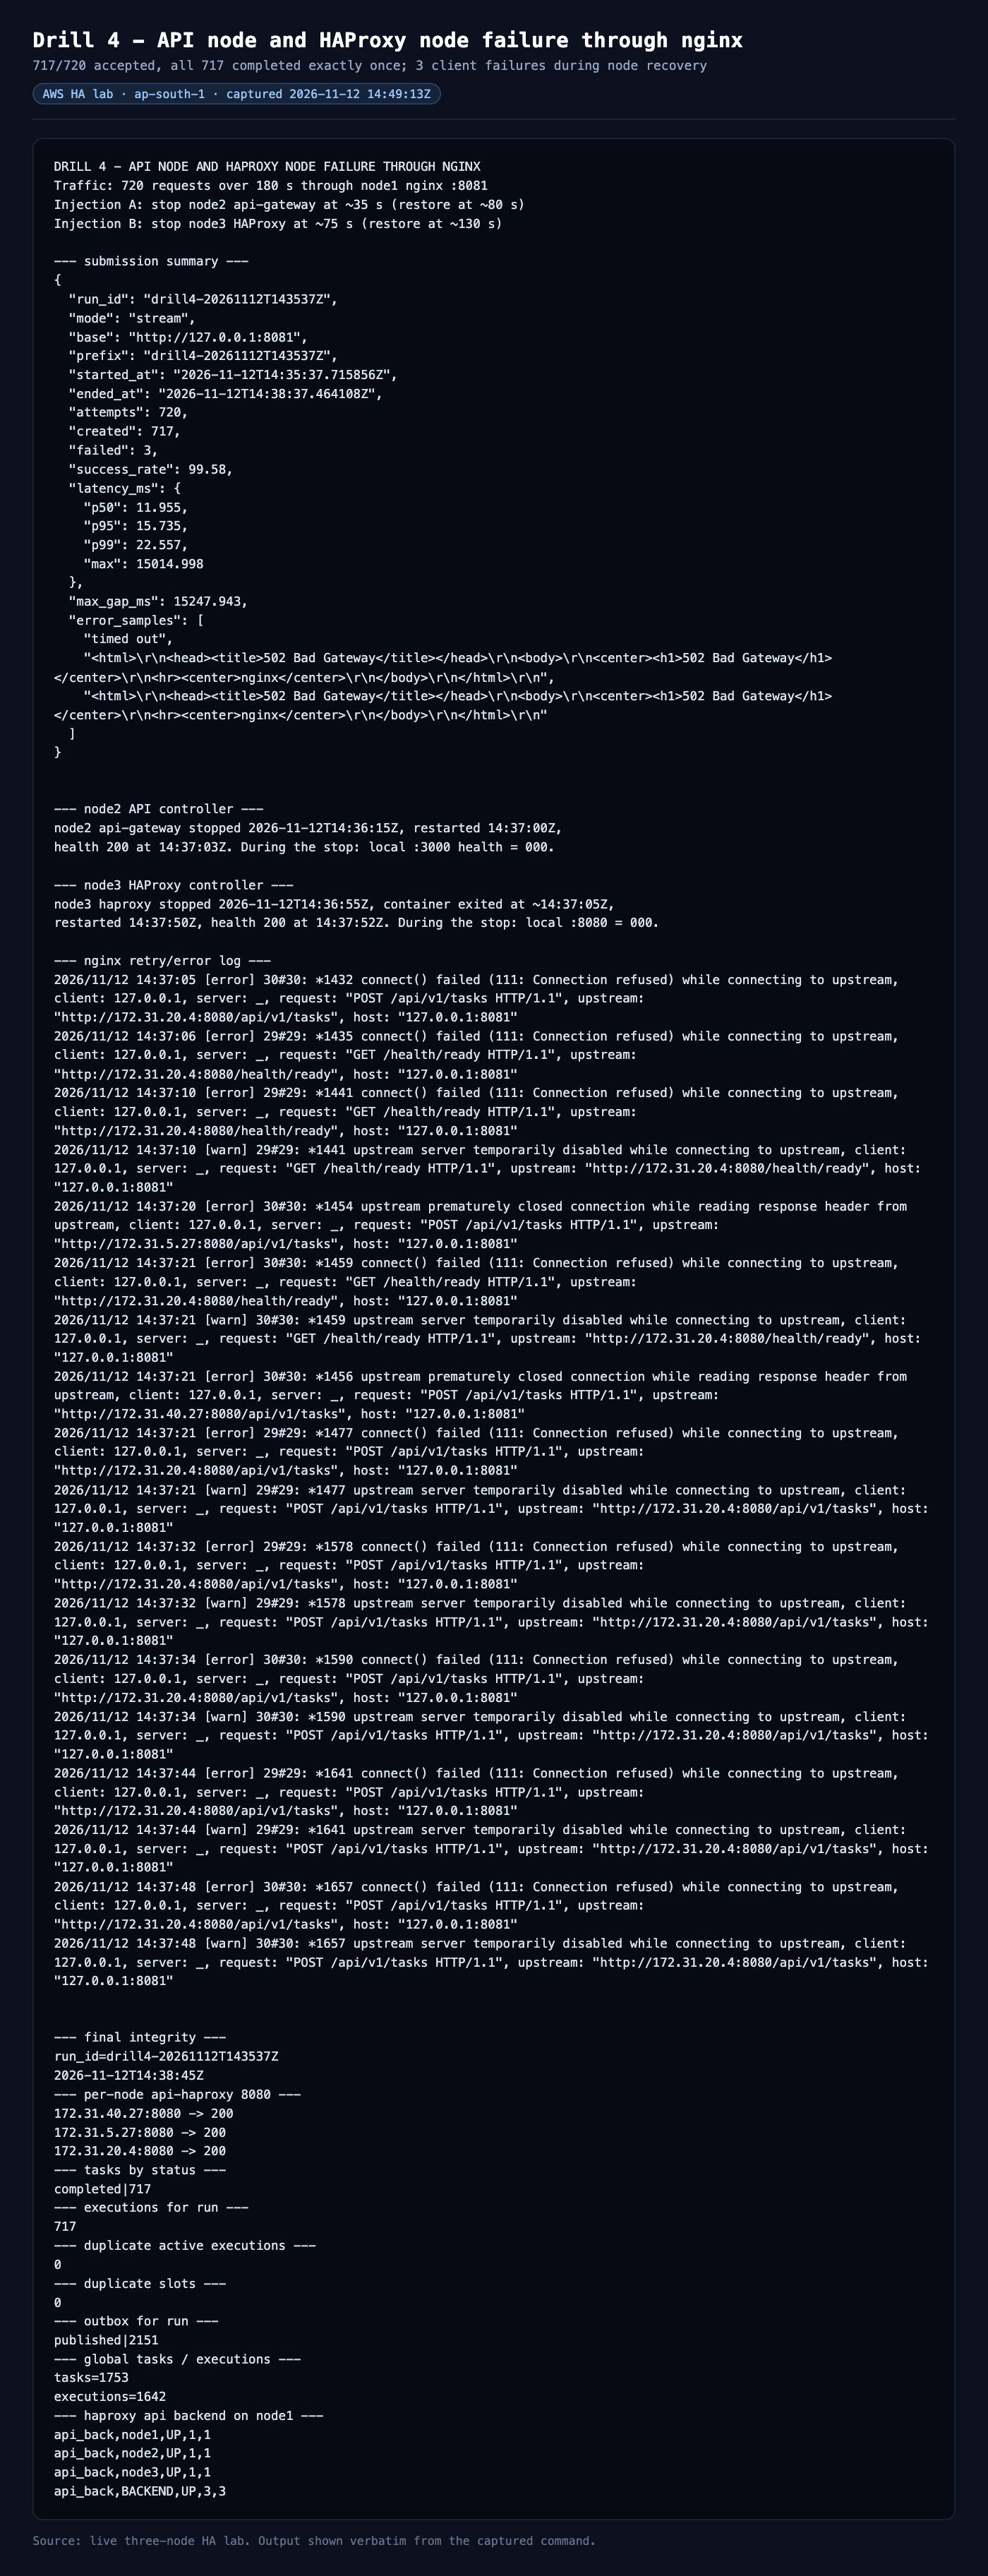 Drill 4 – API node and HAProxy node failure through nginx
717/720 accepted, all 717 completed exactly once; 3 client failures during node recovery
AWS HA lab · ap-south-1 · captured 2026-11-12 14:49:13Z
DRILL 4 – API NODE AND HAPROXY NODE FAILURE THROUGH NGINX
Traffic: 720 requests over 180 s through node1 nginx :8081
Injection A: stop node2 api-gateway at ~35 s (restore at ~80 s)
Injection B: stop node3 HAProxy at ~75 s (restore at ~130 s)
--- submission summary ---
{
"run_id": "drill4-20261112T143537Z",
"mode": "stream",
"base": "http://127.0.0.1:8081",
"prefix": "drill4-20261112T143537Z",
"started_at": "2026-11-12T14:35:37.715856Z",
"ended_at": "2026-11-12T14:38:37.464108Z",
"attempts": 720,
"created": 717,
"failed": 3,
"success_rate": 99.58,
"latency_ms": {
"p50": 11.955,
"p95": 15.735,
"p99": 22.557,
"max": 15014.998
},
"max_gap_ms": 15247.943,
"error_samples": [
"timed out",
"<html>\r\n<head><title>502 Bad Gateway</title></head>\r\n<body>\r\n<center><h1>502 Bad Gateway</h1>
</center>\r\n<hr><center>nginx</center>\r\n</body>\r\n</html>\r\n",
"<html>\r\n<head><title>502 Bad Gateway</title></head>\r\n<body>\r\n<center><h1>502 Bad Gateway</h1>
</center>\r\n<hr><center>nginx</center>\r\n</body>\r\n</html>\r\n"
]
}
--- node2 API controller ---
node2 api-gateway stopped 2026-11-12T14:36:15Z, restarted 14:37:00Z,
health 200 at 14:37:03Z. During the stop: local :3000 health = 000.
--- node3 HAProxy controller ---
node3 haproxy stopped 2026-11-12T14:36:55Z, container exited at ~14:37:05Z,
restarted 14:37:50Z, health 200 at 14:37:52Z. During the stop: local :8080 = 000.
--- nginx retry/error log ---
2026/11/12 14:37:05 [error] 30#30: *1432 connect() failed (111: Connection refused) while connecting to upstream,
client: 127.0.0.1, server: _, request: "POST /api/v1/tasks HTTP/1.1", upstream:
"http://172.31.20.4:8080/api/v1/tasks", host: "127.0.0.1:8081"
2026/11/12 14:37:06 [error] 29#29: *1435 connect() failed (111: Connection refused) while connecting to upstream,
client: 127.0.0.1, server: _, request: "GET /health/ready HTTP/1.1", upstream:
"http://172.31.20.4:8080/health/ready", host: "127.0.0.1:8081"
2026/11/12 14:37:10 [error] 29#29: *1441 connect() failed (111: Connection refused) while connecting to upstream,
client: 127.0.0.1, server: _, request: "GET /health/ready HTTP/1.1", upstream:
"http://172.31.20.4:8080/health/ready", host: "127.0.0.1:8081"
2026/11/12 14:37:10 [warn] 29#29: *1441 upstream server temporarily disabled while connecting to upstream, client:
127.0.0.1, server: _, request: "GET /health/ready HTTP/1.1", upstream: "http://172.31.20.4:8080/health/ready", host:
"127.0.0.1:8081"
2026/11/12 14:37:20 [error] 30#30: *1454 upstream prematurely closed connection while reading response header from
upstream, client: 127.0.0.1, server: _, request: "POST /api/v1/tasks HTTP/1.1", upstream:
"http://172.31.5.27:8080/api/v1/tasks", host: "127.0.0.1:8081"
2026/11/12 14:37:21 [error] 30#30: *1459 connect() failed (111: Connection refused) while connecting to upstream,
client: 127.0.0.1, server: _, request: "GET /health/ready HTTP/1.1", upstream:
"http://172.31.20.4:8080/health/ready", host: "127.0.0.1:8081"
2026/11/12 14:37:21 [warn] 30#30: *1459 upstream server temporarily disabled while connecting to upstream, client:
127.0.0.1, server: _, request: "GET /health/ready HTTP/1.1", upstream: "http://172.31.20.4:8080/health/ready", host:
"127.0.0.1:8081"
2026/11/12 14:37:21 [error] 30#30: *1456 upstream prematurely closed connection while reading response header from
upstream, client: 127.0.0.1, server: _, request: "POST /api/v1/tasks HTTP/1.1", upstream:
"http://172.31.40.27:8080/api/v1/tasks", host: "127.0.0.1:8081"
2026/11/12 14:37:21 [error] 29#29: *1477 connect() failed (111: Connection refused) while connecting to upstream,
client: 127.0.0.1, server: _, request: "POST /api/v1/tasks HTTP/1.1", upstream:
"http://172.31.20.4:8080/api/v1/tasks", host: "127.0.0.1:8081"
2026/11/12 14:37:21 [warn] 29#29: *1477 upstream server temporarily disabled while connecting to upstream, client:
127.0.0.1, server: _, request: "POST /api/v1/tasks HTTP/1.1", upstream: "http://172.31.20.4:8080/api/v1/tasks", host:
"127.0.0.1:8081"
2026/11/12 14:37:32 [error] 29#29: *1578 connect() failed (111: Connection refused) while connecting to upstream,
client: 127.0.0.1, server: _, request: "POST /api/v1/tasks HTTP/1.1", upstream:
"http://172.31.20.4:8080/api/v1/tasks", host: "127.0.0.1:8081"
2026/11/12 14:37:32 [warn] 29#29: *1578 upstream server temporarily disabled while connecting to upstream, client:
127.0.0.1, server: _, request: "POST /api/v1/tasks HTTP/1.1", upstream: "http://172.31.20.4:8080/api/v1/tasks", host:
"127.0.0.1:8081"
2026/11/12 14:37:34 [error] 30#30: *1590 connect() failed (111: Connection refused) while connecting to upstream,
client: 127.0.0.1, server: _, request: "POST /api/v1/tasks HTTP/1.1", upstream:
"http://172.31.20.4:8080/api/v1/tasks", host: "127.0.0.1:8081"
2026/11/12 14:37:34 [warn] 30#30: *1590 upstream server temporarily disabled while connecting to upstream, client:
127.0.0.1, server: _, request: "POST /api/v1/tasks HTTP/1.1", upstream: "http://172.31.20.4:8080/api/v1/tasks", host:
"127.0.0.1:8081"
2026/11/12 14:37:44 [error] 29#29: *1641 connect() failed (111: Connection refused) while connecting to upstream,
client: 127.0.0.1, server: _, request: "POST /api/v1/tasks HTTP/1.1", upstream:
"http://172.31.20.4:8080/api/v1/tasks", host: "127.0.0.1:8081"
2026/11/12 14:37:44 [warn] 29#29: *1641 upstream server temporarily disabled while connecting to upstream, client:
127.0.0.1, server: _, request: "POST /api/v1/tasks HTTP/1.1", upstream: "http://172.31.20.4:8080/api/v1/tasks", host:
"127.0.0.1:8081"
2026/11/12 14:37:48 [error] 30#30: *1657 connect() failed (111: Connection refused) while connecting to upstream,
client: 127.0.0.1, server: _, request: "POST /api/v1/tasks HTTP/1.1", upstream:
"http://172.31.20.4:8080/api/v1/tasks", host: "127.0.0.1:8081"
2026/11/12 14:37:48 [warn] 30#30: *1657 upstream server temporarily disabled while connecting to upstream, client:
127.0.0.1, server: _, request: "POST /api/v1/tasks HTTP/1.1", upstream: "http://172.31.20.4:8080/api/v1/tasks", host:
"127.0.0.1:8081"
--- final integrity ---
run_id=drill4-20261112T143537Z
2026-11-12T14:38:45Z
--- per-node api-haproxy 8080 ---
172.31.40.27:8080 -> 200
172.31.5.27:8080 -> 200
172.31.20.4:8080 -> 200
--- tasks by status ---
completed|717
--- executions for run ---
717
--- duplicate active executions ---
0
--- duplicate slots ---
0
--- outbox for run ---
published|2151
--- global tasks / executions ---
tasks=1753
executions=1642
--- haproxy api backend on node1 ---
api_back,node1,UP,1,1
api_back,node2,UP,1,1
api_back,node3,UP,1,1
api_back,BACKEND,UP,3,3
Source: live three-node HA lab. Output shown verbatim from the captured command.